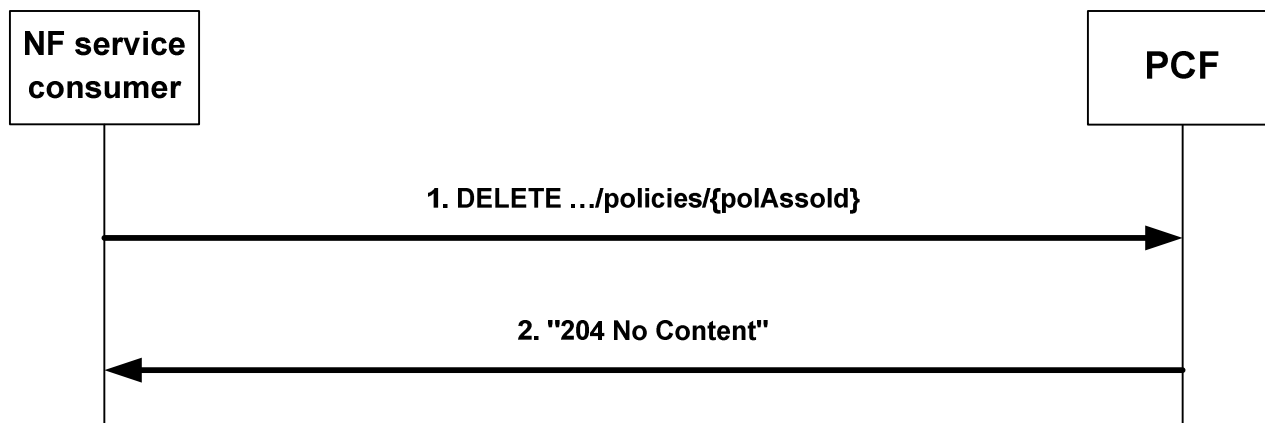 NF service
consumer
PCF
1. DELETE …/policies/{polAssoId}
2. "204 No Content"